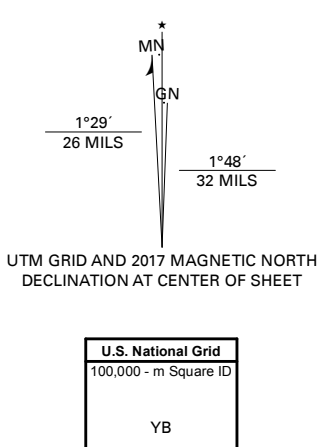 ★
MN
GN
1°29´
26 MILS
1°48´
32 MILS
UTM GRID AND 2017 MAGNETIC NORTH
DECLINATION AT CENTER OF SHEET
U.S. National Grid
100,000 - m Square ID
YB